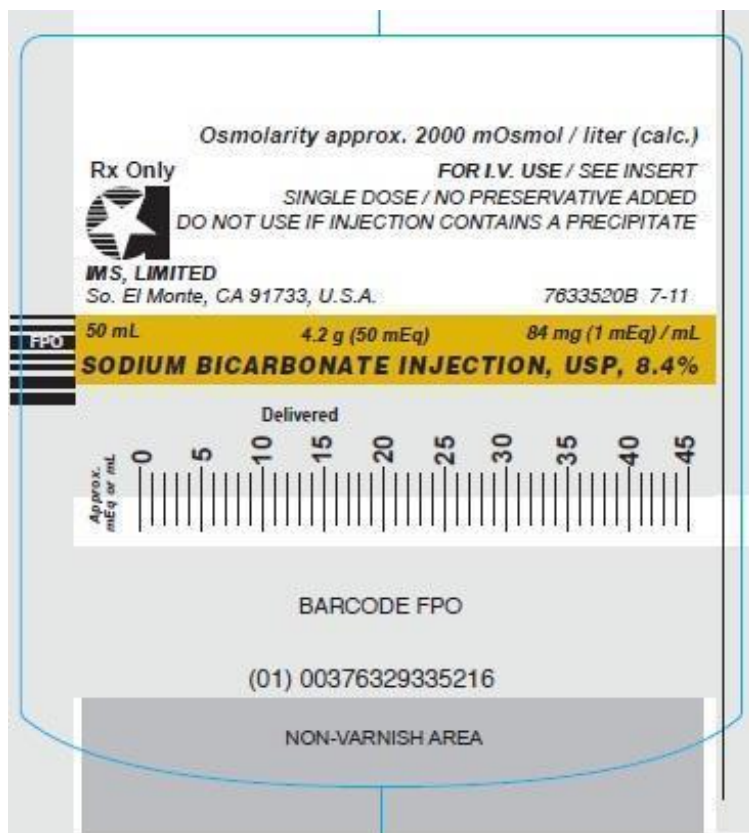 Osmolarity approx. 2000 mOsmol / liter (calc.)
Rx Only
FOR I.V. USE / SEE INSERT
SINGLE DOSE / NO PRESERVATIVE ADDED
DO NOT USE IF INJECTION CONTAINS A PRECIPITATE
IMS, LIMITED
So. El Monte, CA 91733, U.S.A. 7633520B 7-11
FPO
50 mL 4.2 g (50 mEq) 84 mg (1 mEq) / mL
SODIUM BICARBONATE INJECTION, USP, 8.4%
Delivered
Approx.
mEq or mL
0 5 10 15 20 25 30 35 40 45
BARCODE FPO
(01) 00376329335216
NON-VARNISH AREA